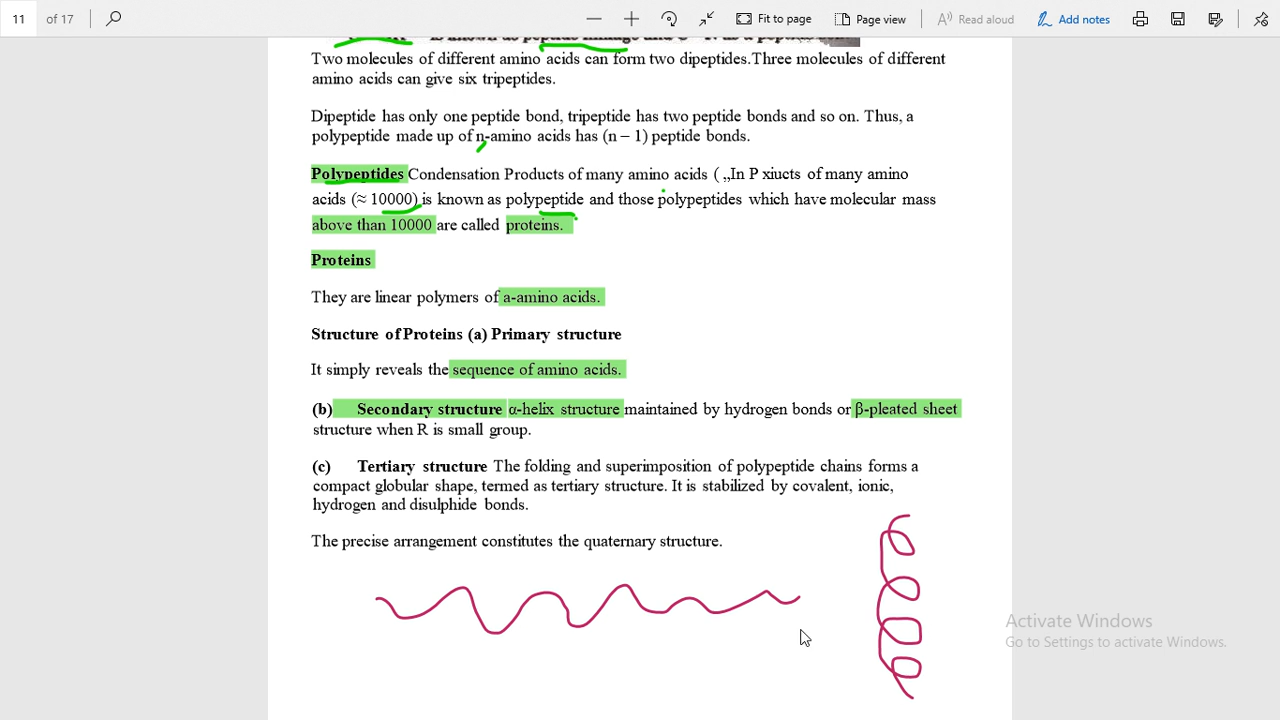 11 of 17
Fit to page
Page view
Read aloud
Add notes
is known as peptide linkage and
Two molecules of different amino acids can form two dipeptides.Three molecules of different
amino acids can give six tripeptides.
Dipeptide has only one peptide bond, tripeptide has two peptide bonds and so on. Thus, a
polypeptide made up of n-amino acids has (n – 1) peptide bonds.
Polypeptides Condensation Products of many amino acids ( „In P xiucts of many amino
acids (≈ 10000) is known as polypeptide and those polypeptides which have molecular mass
above than 10000 are called proteins.
Proteins
They are linear polymers of a-amino acids.
Structure of Proteins (a) Primary structure
It simply reveals the sequence of amino acids.
(b) Secondary structure α-helix structure maintained by hydrogen bonds or β-pleated sheet
structure when R is small group.
(c) Tertiary structure The folding and superimposition of polypeptide chains forms a
compact globular shape, termed as tertiary structure. It is stabilized by covalent, ionic,
hydrogen and disulphide bonds.
The precise arrangement constitutes the quaternary structure.
Activate Windows
Go to Settings to activate Windows.